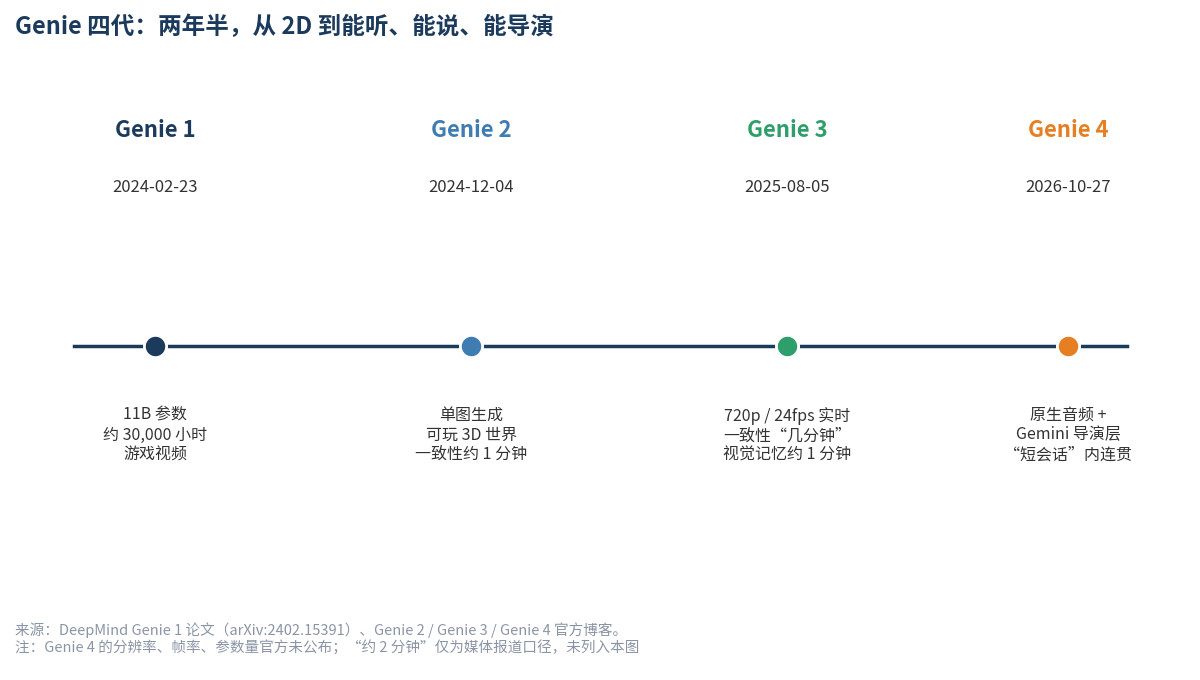 Genie 四代：两年半，从 2D 到能听、能说、能导演
Genie 1
Genie 2
Genie 3
Genie 4
2024-02-23
2024-12-04
2025-08-05
2026-10-27
11B 参数
约 30,000 小时
游戏视频
单图生成
可玩 3D 世界
一致性约 1 分钟
720p / 24fps 实时
一致性“几分钟”
视觉记忆约 1 分钟
原生音频 +
Gemini 导演层
“短会话”内连贯
来源：DeepMind Genie 1 论文（arXiv:2402.15391）、Genie 2 / Genie 3 / Genie 4 官方博客。
注：Genie 4 的分辨率、帧率、参数量官方未公布；“约 2 分钟”仅为媒体报道口径，未列入本图